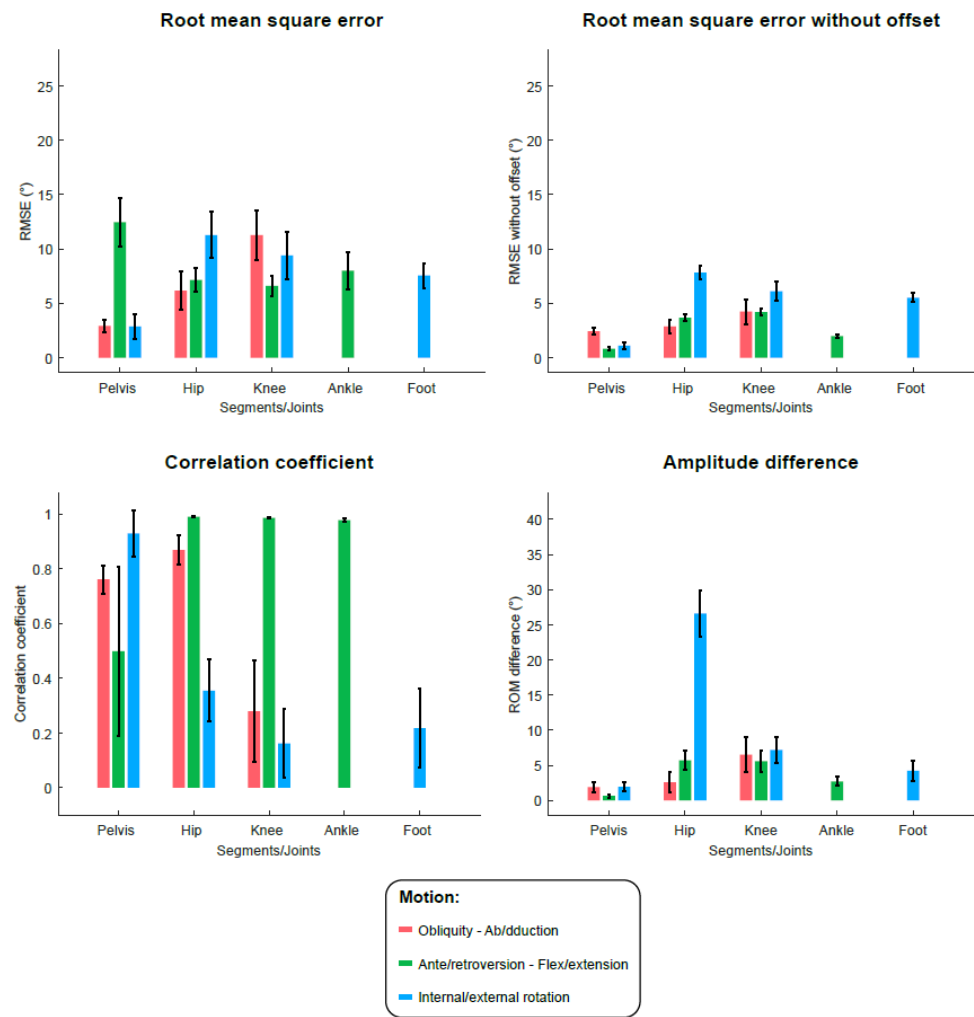 Root mean square error
25
20
15
10
5
0
RMSE (°)
Pelvis Hip Knee Ankle Foot
Segments/Joints
Root mean square error without offset
25
20
15
10
5
0
RMSE without offset (°)
Pelvis Hip Knee Ankle Foot
Segments/Joints
Correlation coefficient
1
0.8
0.6
0.4
0.2
0
Correlation coefficient
Pelvis Hip Knee Ankle Foot
Segments/Joints
Amplitude difference
40
35
30
25
20
15
10
5
0
ROM difference (°)
Pelvis Hip Knee Ankle Foot
Segments/Joints
Motion:
Obliquity - Ab/dduction
Ante/retroversion - Flex/extension
Internal/external rotation